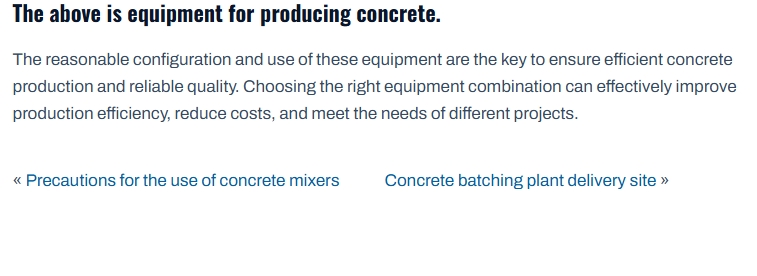 The above is equipment for producing concrete.
The reasonable configuration and use of these equipment are the key to ensure efficient concrete
production and reliable quality. Choosing the right equipment combination can effectively improve
production efficiency, reduce costs, and meet the needs of different projects.
« Precautions for the use of concrete mixers Concrete batching plant delivery site »